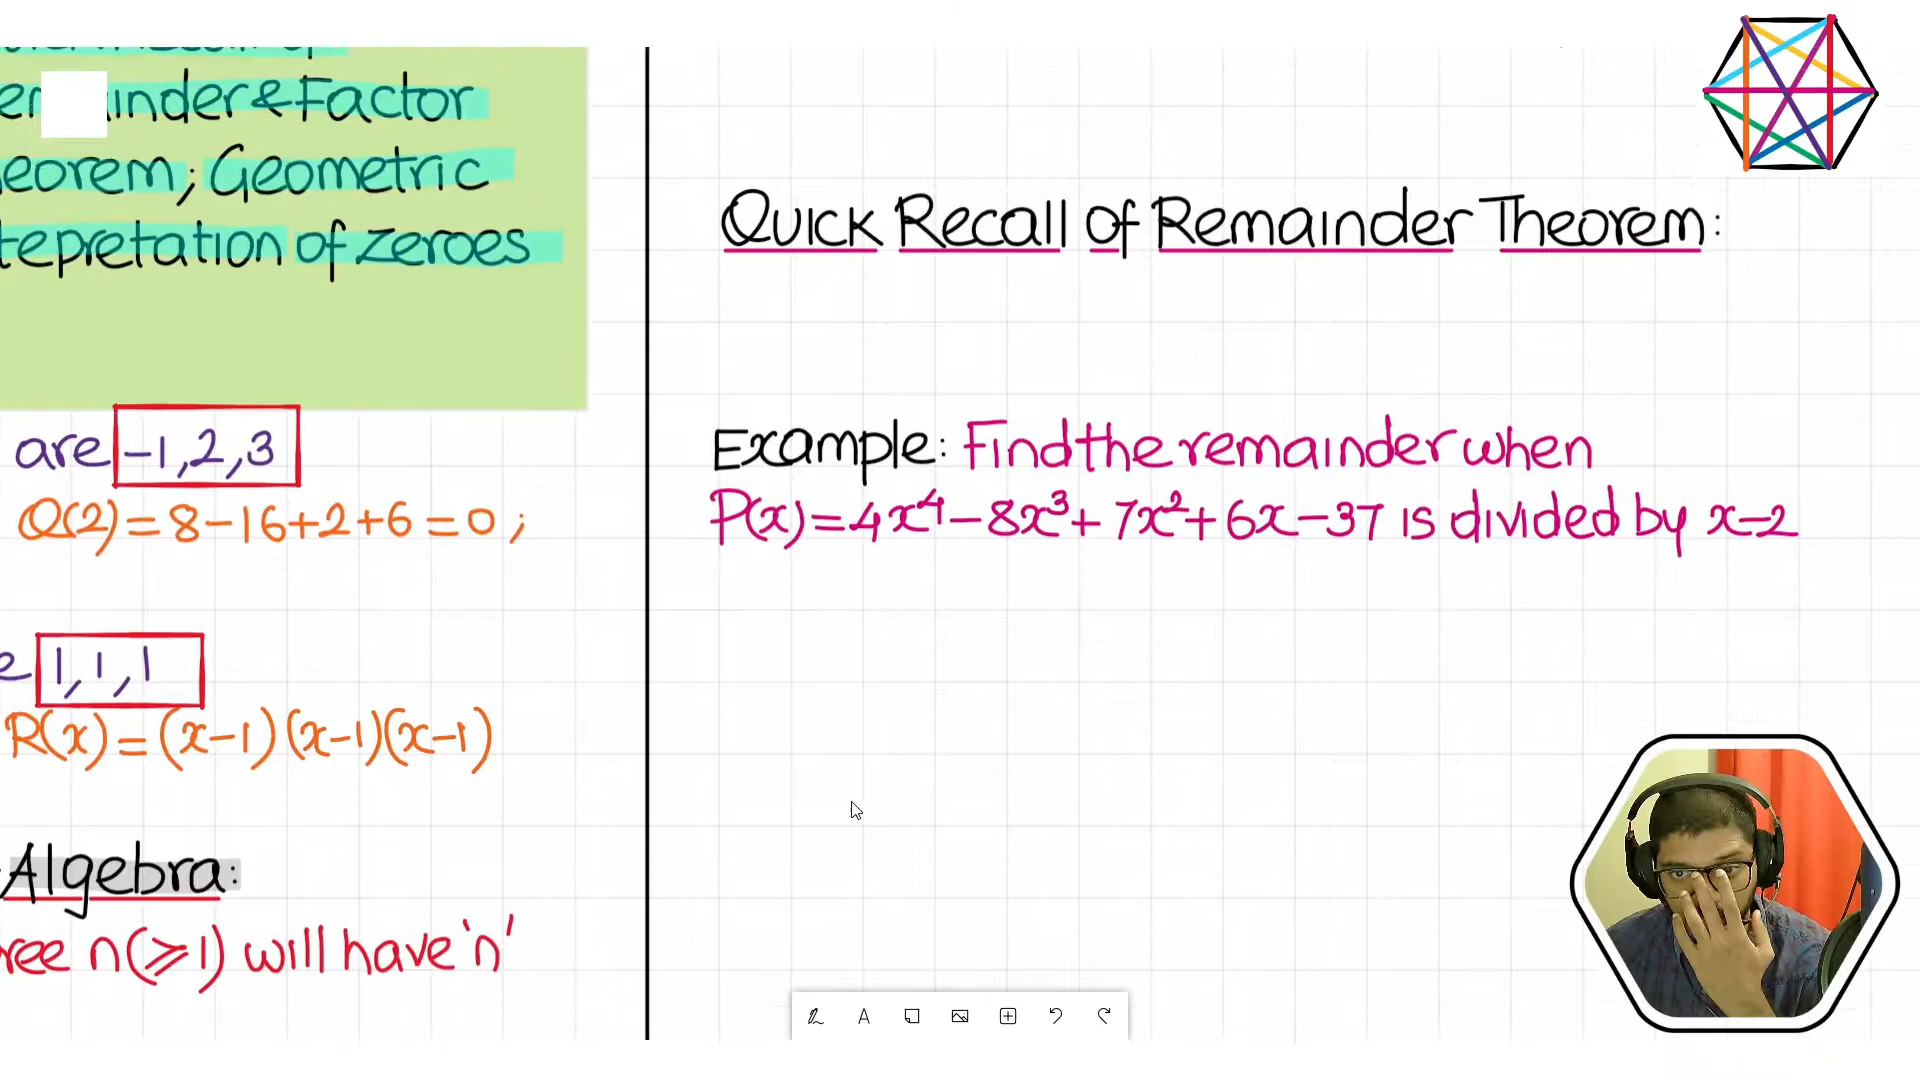 inder & Factor
eorem; Geometric
tepretation of zeroes
are -1,2,3
Q(2) = 8-16+2+6 = 0 ;
1, 1, 1
R(x) = (x-1)(x-1)(x-1)
Algebra:
ree n(≥1) will have 'n'
Quick Recall of Remainder Theorem:
Example: Find the remainder when
P(x) = 4x⁴ - 8x³ + 7x² + 6x - 37 is divided by x-2